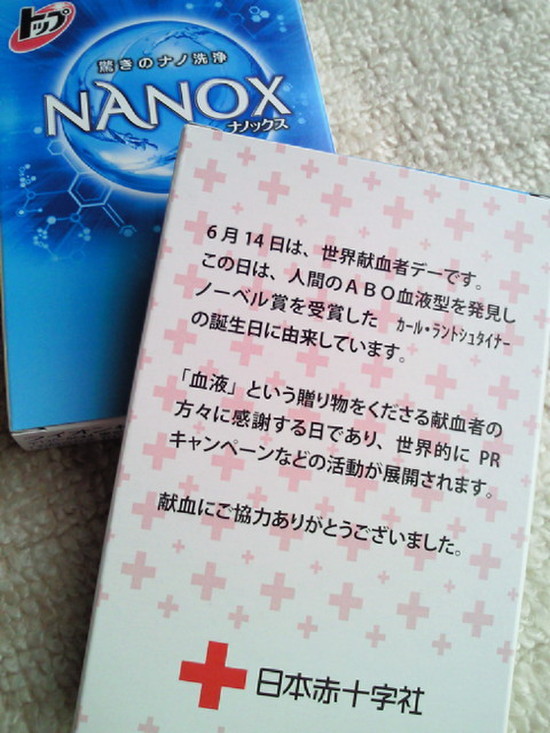 トップ
驚きのナノ洗浄
NANOX
ナノックス
6月14日は、世界献血者デーです。
この日は、人間のABO血液型を発見し
ノーベル賞を受賞した カール・ラントシュタイナー
の誕生日に由来しています。
「血液」という贈り物をくださる献血者の
方々に感謝する日であり、世界的に PR
キャンペーンなどの活動が展開されます。
献血にご協力ありがとうございました。
日本赤十字社